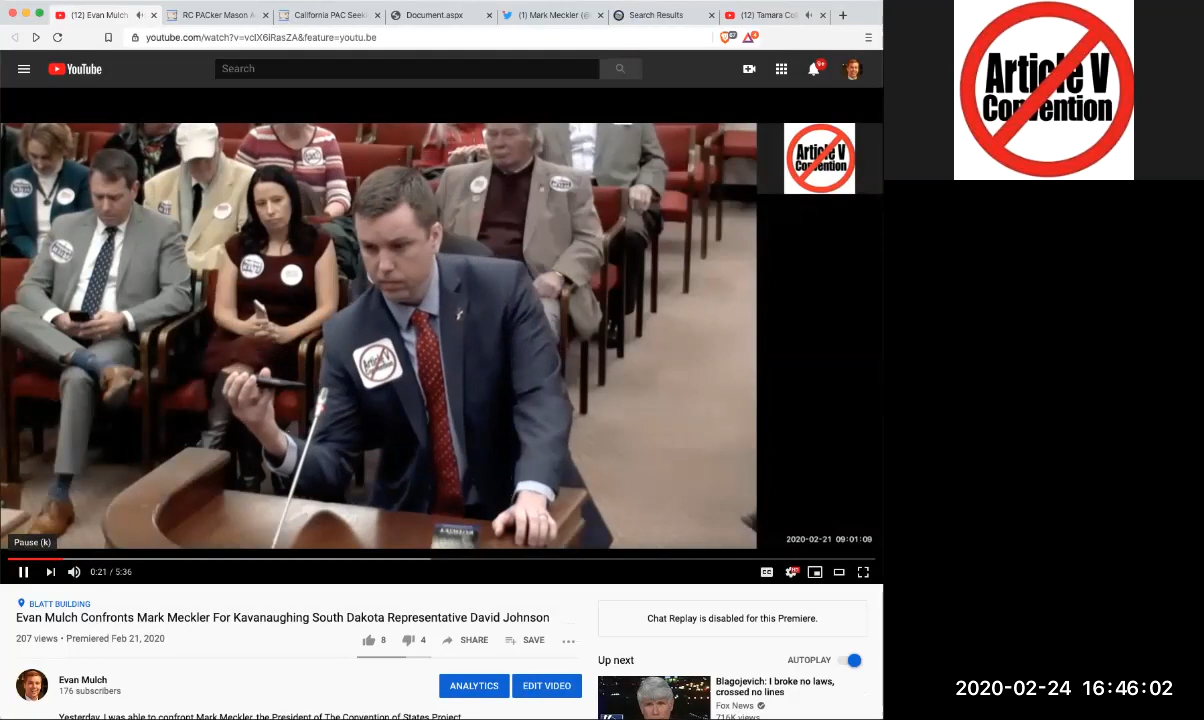 (12) Evan Mulch
RC PACker Mason A
California PAC Seek
Document.aspx
(1) Mark Meckler (@
Search Results
(12) Tamara Col
youtube.com/watch?v=vclX6lRasZA&feature=youtu.be
YouTube
Search
9+
Article V
Convention
Article V
Convention
Article V
Pause (k)
2020-02-21 09:01:09
0:21 / 5:36
BLATT BUILDING
Evan Mulch Confronts Mark Meckler For Kavanaughing South Dakota Representative David Johnson
207 views • Premiered Feb 21, 2020
8
4
SHARE
SAVE
Evan Mulch
176 subscribers
ANALYTICS
EDIT VIDEO
Yesterday, I was able to confront Mark Meckler, the President of The Convention of States Project
Chat Replay is disabled for this Premiere.
Up next
AUTOPLAY
Blagojevich: I broke no laws,
crossed no lines
Fox News
716K views
2020-02-24 16:46:02